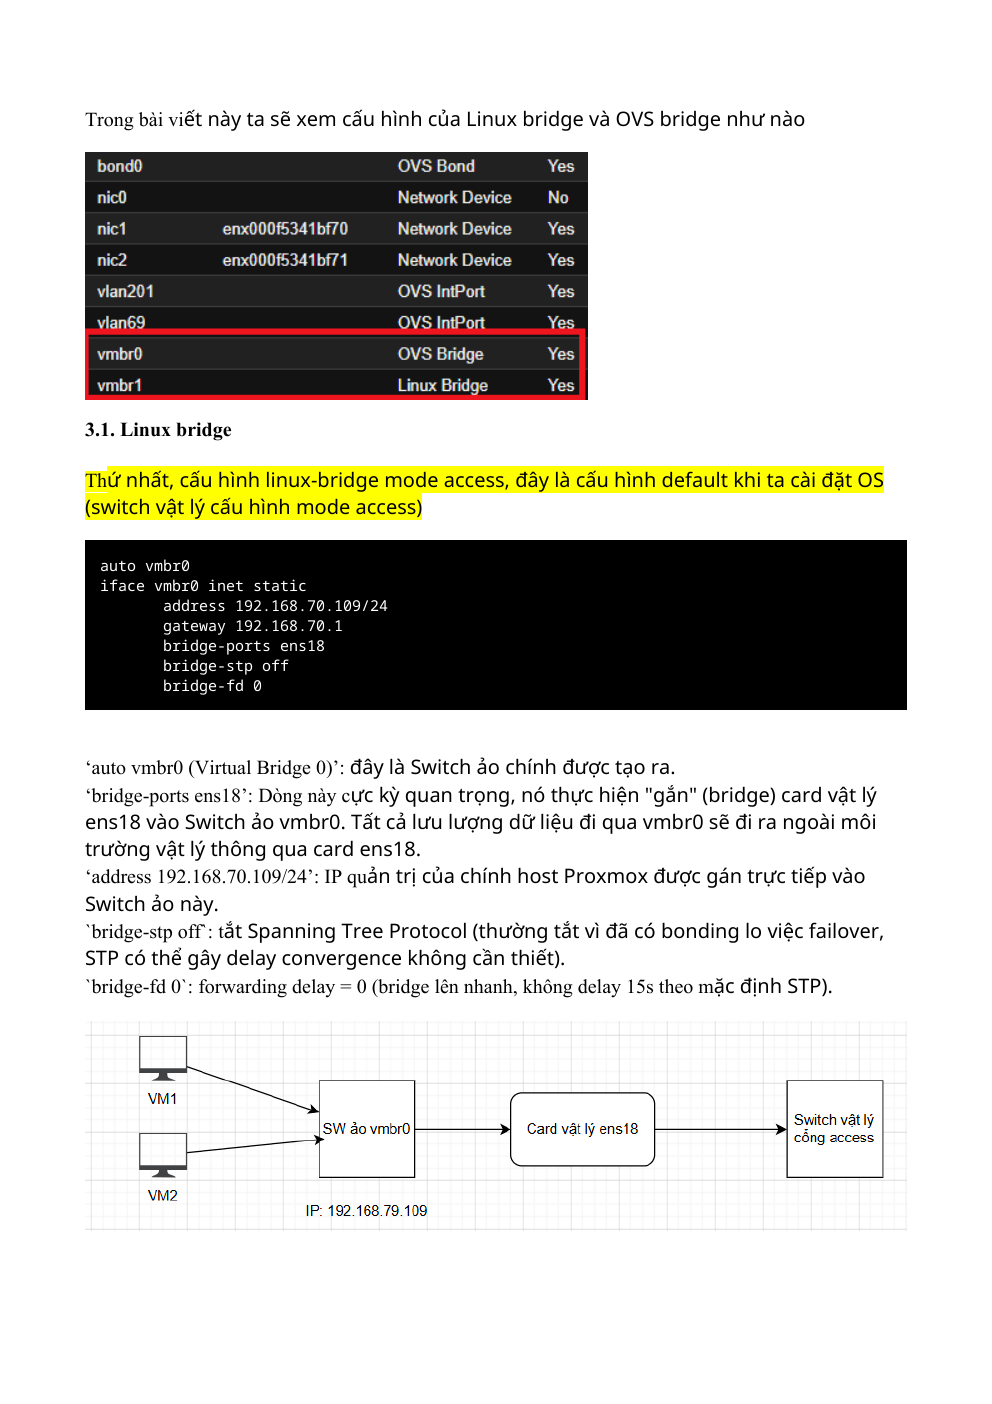 Trong bài viết này ta sẽ xem cấu hình của Linux bridge và OVS bridge như nào
bond0 OVS Bond Yes
nic0 Network Device No
nic1 enx000f5341bf70 Network Device Yes
nic2 enx000f5341bf71 Network Device Yes
vlan201 OVS IntPort Yes
vlan69 OVS IntPort Yes
vmbr0 OVS Bridge Yes
vmbr1 Linux Bridge Yes
3.1. Linux bridge
Thứ nhất, cấu hình linux-bridge mode access, đây là cấu hình default khi ta cài đặt OS
(switch vật lý cấu hình mode access)
auto vmbr0
iface vmbr0 inet static
address 192.168.70.109/24
gateway 192.168.70.1
bridge-ports ens18
bridge-stp off
bridge-fd 0
‘auto vmbr0 (Virtual Bridge 0)’: đây là Switch ảo chính được tạo ra.
‘bridge-ports ens18’: Dòng này cực kỳ quan trọng, nó thực hiện "gắn" (bridge) card vật lý
ens18 vào Switch ảo vmbr0. Tất cả lưu lượng dữ liệu đi qua vmbr0 sẽ đi ra ngoài môi
trường vật lý thông qua card ens18.
‘address 192.168.70.109/24’: IP quản trị của chính host Proxmox được gán trực tiếp vào
Switch ảo này.
`bridge-stp off`: tắt Spanning Tree Protocol (thường tắt vì đã có bonding lo việc failover,
STP có thể gây delay convergence không cần thiết).
`bridge-fd 0`: forwarding delay = 0 (bridge lên nhanh, không delay 15s theo mặc định STP).
VM1
SW ảo vmbr0
Card vật lý ens18
Switch vật lý
cổng access
VM2
IP: 192.168.79.109